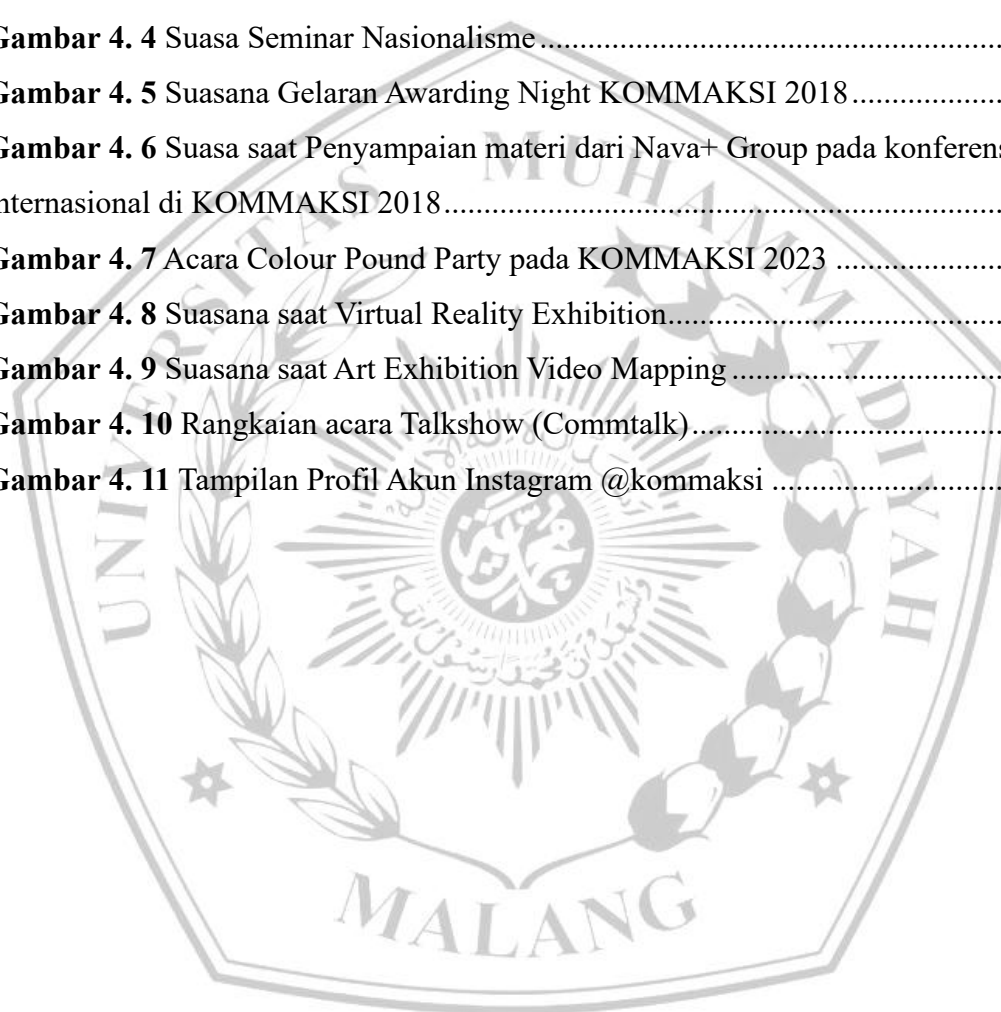 Gambar 4. 4 Suasa Seminar Nasionalisme
Gambar 4. 5 Suasana Gelaran Awarding Night KOMMAKSI 2018
Gambar 4. 6 Suasa saat Penyampaian materi dari Nava+ Group pada konferens
nternasional di KOMMAKSI 2018
Gambar 4. 7 Acara Colour Pound Party pada KOMMAKSI 2023
Gambar 4. 8 Suasana saat Virtual Reality Exhibition
Gambar 4. 9 Suasana saat Art Exhibition Video Mapping
Gambar 4. 10 Rangkaian acara Talkshow (Commtalk)
Gambar 4. 11 Tampilan Profil Akun Instagram @kommaksi
UNIVERSITAS MUHAMMADIYAH
MALANG